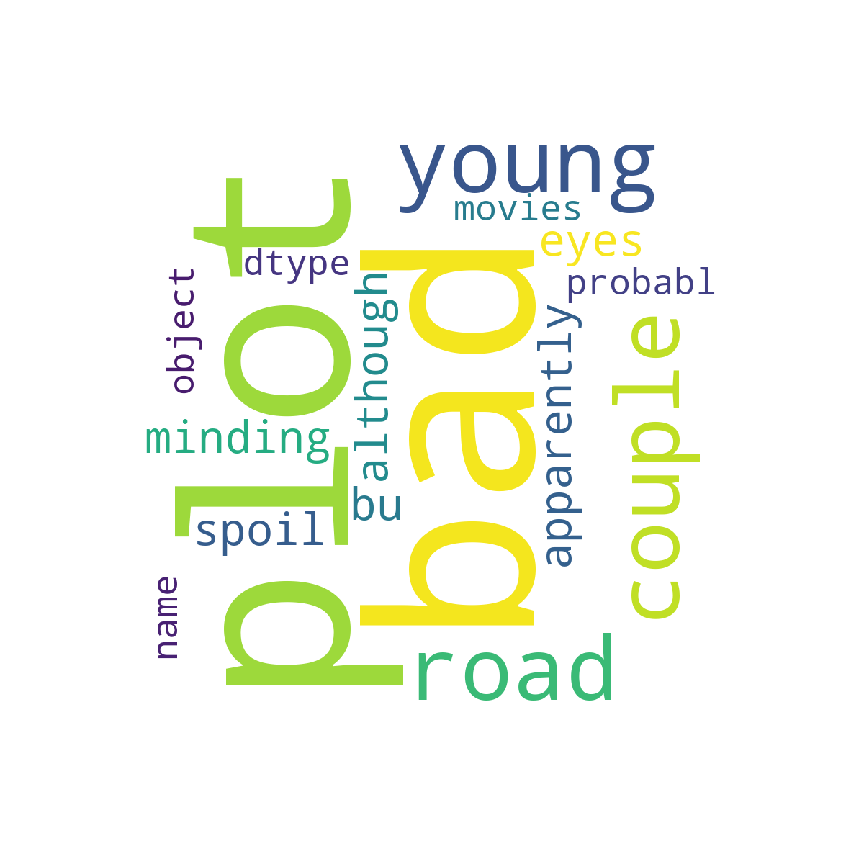 young
movies
eyes
dtype
probabl
object
plot
although
bad
apparently
couple
minding
bu
spoil
name
road